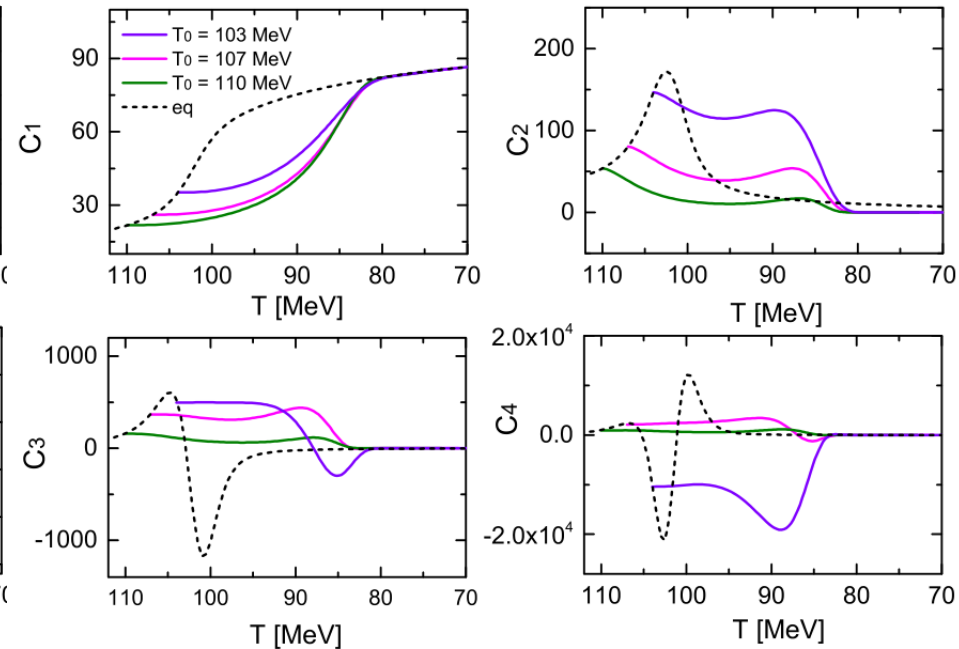 90
60
30
C1
T0 = 103 MeV
T0 = 107 MeV
T0 = 110 MeV
eq
110 100 90 80 70
T [MeV]
200
100
0
C2
110 100 90 80 70
T [MeV]
1000
0
-1000
C3
110 100 90 80 70
T [MeV]
2.0x10^4
0.0
-2.0x10^4
C4
110 100 90 80 70
T [MeV]